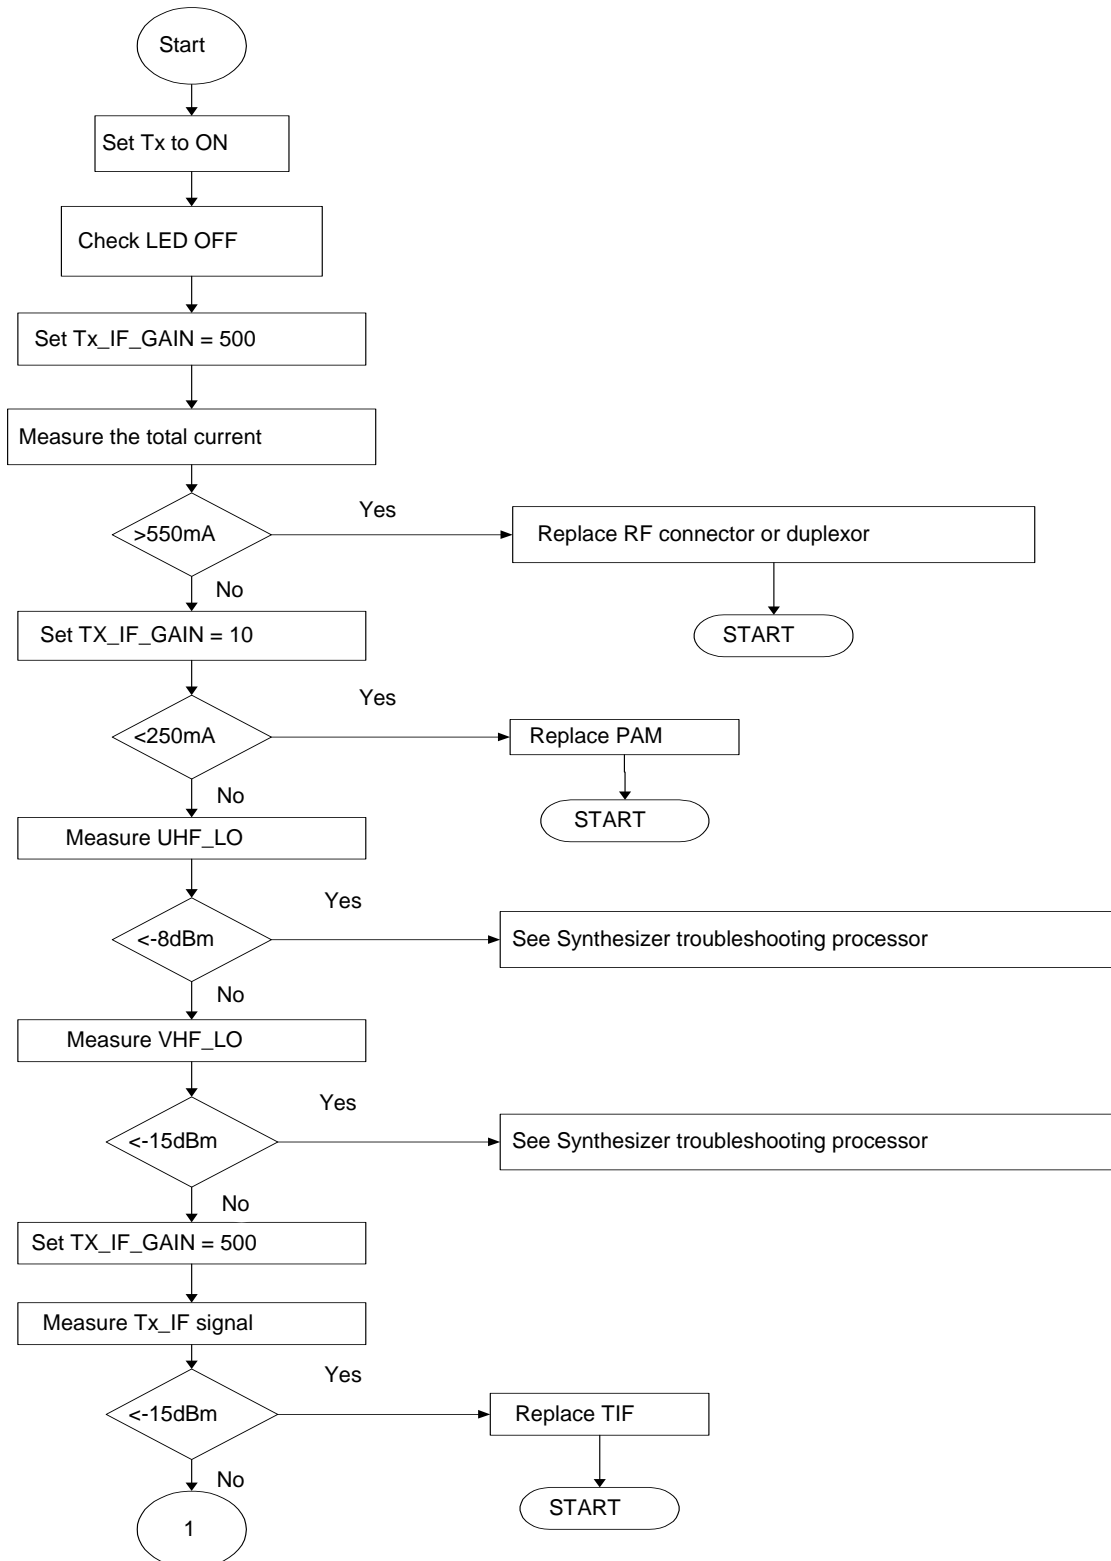 Start
Set Tx to ON
Check LED OFF
Set Tx_IF_GAIN = 500
Measure the total current
>550mA
Yes
Replace RF connector or duplexor
No
START
Set TX_IF_GAIN = 10
<250mA
Yes
Replace PAM
No
START
Measure UHF_LO
<-8dBm
Yes
See Synthesizer troubleshooting processor
No
Measure VHF_LO
<-15dBm
Yes
See Synthesizer troubleshooting processor
No
Set TX_IF_GAIN = 500
Measure Tx_IF signal
<-15dBm
Yes
Replace TIF
No
START
1